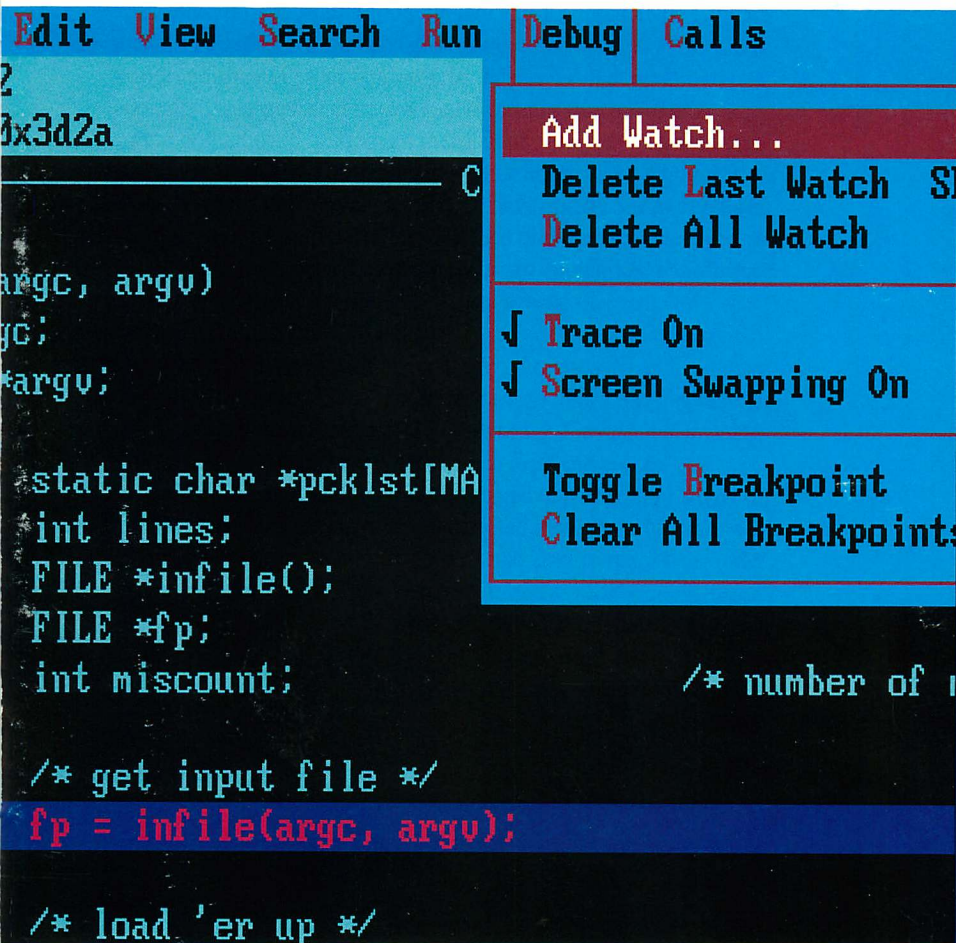 Edit View Search Run Debug Calls
2
0x3d2a
C
Add Watch...
Delete Last Watch
Delete All Watch
Trace On
Screen Swapping On
Toggle Breakpoint
Clear All Breakpoints
argc, argv)
gc;
*argv;
static char *pcklst[MA
int lines;
FILE *infile();
FILE *fp;
int miscount; /* number of
/* get input file */
fp = infile(argc, argv);
/* load 'er up */